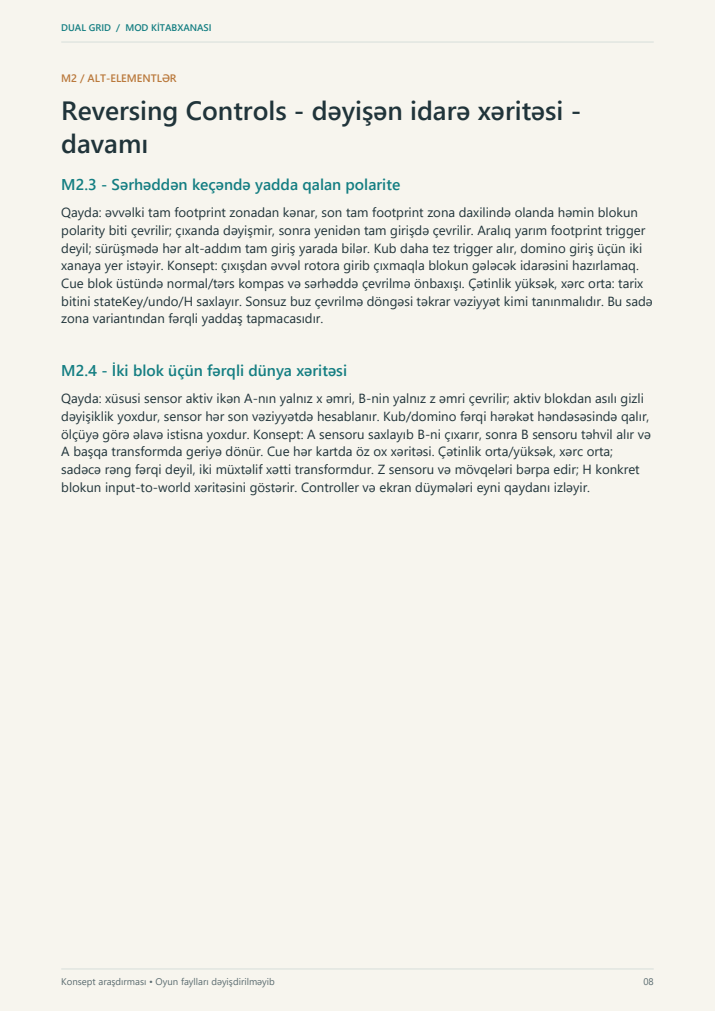 DUAL GRID / MOD KİTABXANASI
M2 / ALT-ELEMENTLƏR
Reversing Controls - dəyişən idarə xəritəsi -
davamı
M2.3 - Sərhəddən keçəndə yadda qalan polarite
Qayda: əvvəlki tam footprint zonadan kənar, son tam footprint zona daxilində olanda həmin blokun
polarity biti çevrilir; çıxanda dəyişmir, sonra yenidən tam girişdə çevrilir. Aralıq yarım footprint trigger
deyil; sürüşmədə hər alt-addım tam giriş yarada bilər. Kub daha tez trigger alır, domino giriş üçün iki
xanaya yer istəyir. Konsept: çıxışdan əvvəl rotora girib çıxmaqla blokun gələcək idarəsini hazırlamaq.
Cue blok üstündə normal/tərs kompas və sərhəddə çevrilmə önbaxışı. Çətinlik yüksək, xərc orta: tarix
bitini stateKey/undo/H saxlayır. Sonsuz buz çevrilmə döngəsi təkrar vəziyyət kimi tanınmalıdır. Bu sadə
zona variantından fərqli yaddaş tapmacasıdır.
M2.4 - İki blok üçün fərqli dünya xəritəsi
Qayda: xüsusi sensor aktiv ikən A-nın yalnız x əmri, B-nin yalnız z əmri çevrilir; aktiv blokdan asılı gizli
dəyişiklik yoxdur, sensor hər son vəziyyətdə hesablanır. Kub/domino fərqi hərəkət həndəsəsində qalır,
ölçüyə görə əlavə istisna yoxdur. Konsept: A sensoru saxlayıb B-ni çıxarır, sonra B sensoru təhvil alır və
A başqa transformda geriyə dönür. Cue hər kartda öz ox xəritəsi. Çətinlik orta/yüksək, xərc orta;
sadəcə rəng fərqi deyil, iki müxtəlif xətti transformdur. Z sensoru və mövqeləri bərpa edir; H konkret
blokun input-to-world xəritəsini göstərir. Controller və ekran düymələri eyni qaydanı izləyir.
Konsept araşdırması • Oyun faylları dəyişdirilməyib
08